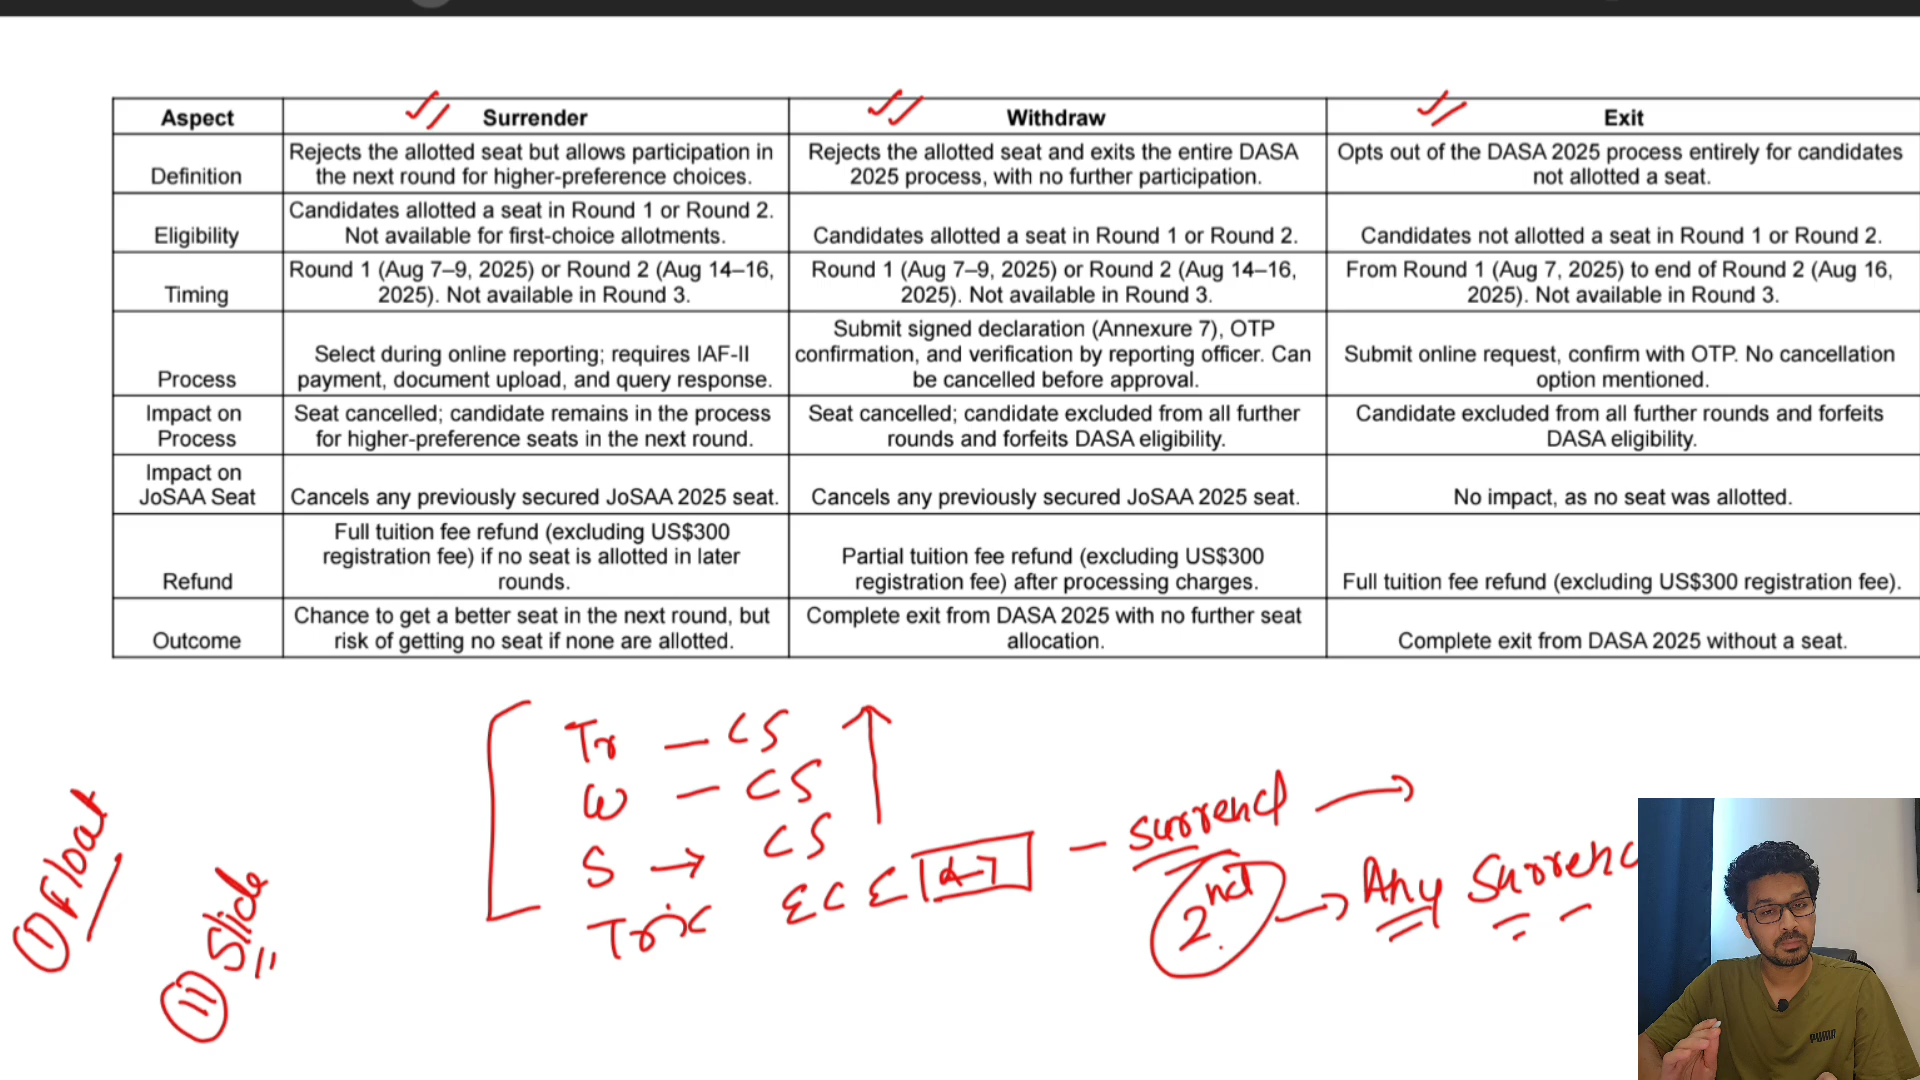 Aspect Surrender Withdraw Exit
Definition
Rejects the allotted seat but allows participation in
the next round for higher-preference choices.
Rejects the allotted seat and exits the entire DASA
2025 process, with no further participation.
Opts out of the DASA 2025 process entirely for candidates
not allotted a seat.
Eligibility
Candidates allotted a seat in Round 1 or Round 2.
Not available for first-choice allotments.
Candidates allotted a seat in Round 1 or Round 2.
Candidates not allotted a seat in Round 1 or Round 2.
Timing
Round 1 (Aug 7–9, 2025) or Round 2 (Aug 14–16,
2025). Not available in Round 3.
Round 1 (Aug 7–9, 2025) or Round 2 (Aug 14–16,
2025). Not available in Round 3.
From Round 1 (Aug 7, 2025) to end of Round 2 (Aug 16,
2025). Not available in Round 3.
Process
Select during online reporting; requires IAF-II
payment, document upload, and query response.
Submit signed declaration (Annexure 7), OTP
confirmation, and verification by reporting officer. Can
be cancelled before approval.
Submit online request, confirm with OTP. No cancellation
option mentioned.
Impact on
Process
Seat cancelled; candidate remains in the process
for higher-preference seats in the next round.
Seat cancelled; candidate excluded from all further
rounds and forfeits DASA eligibility.
Candidate excluded from all further rounds and forfeits
DASA eligibility.
Impact on
JoSAA Seat
Cancels any previously secured JoSAA 2025 seat.
Cancels any previously secured JoSAA 2025 seat.
No impact, as no seat was allotted.
Refund
Full tuition fee refund (excluding US$300
registration fee) if no seat is allotted in later
rounds.
Partial tuition fee refund (excluding US$300
registration fee) after processing charges.
Full tuition fee refund (excluding US$300 registration fee).
Outcome
Chance to get a better seat in the next round, but
risk of getting no seat if none are allotted.
Complete exit from DASA 2025 with no further seat
allocation.
Complete exit from DASA 2025 without a seat.
Tr — CS
W — CS
S → CS
Tric ECE
— Surrend →
2nd → Any Surrend
(i) Float
(ii) Slide
PUMA